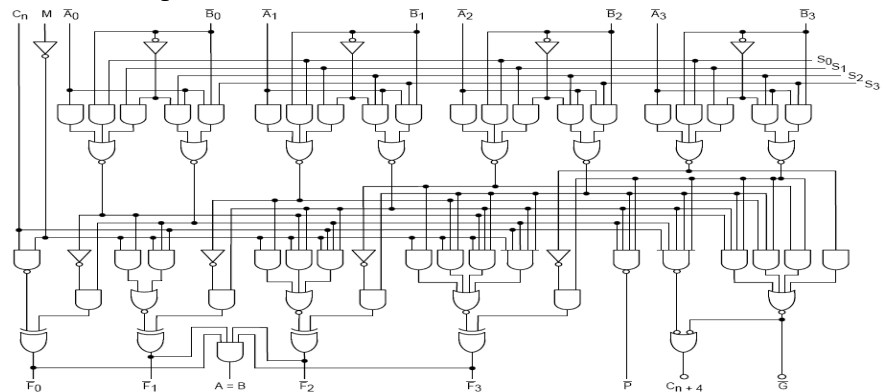 Cn M A̅0 B̅0 A̅1 B̅1 A̅2 B̅2 A̅3 B̅3
S0
S1
S2
S3
F̅0 F̅1 A = B F̅2 F̅3 P̅ Cn + 4 G̅